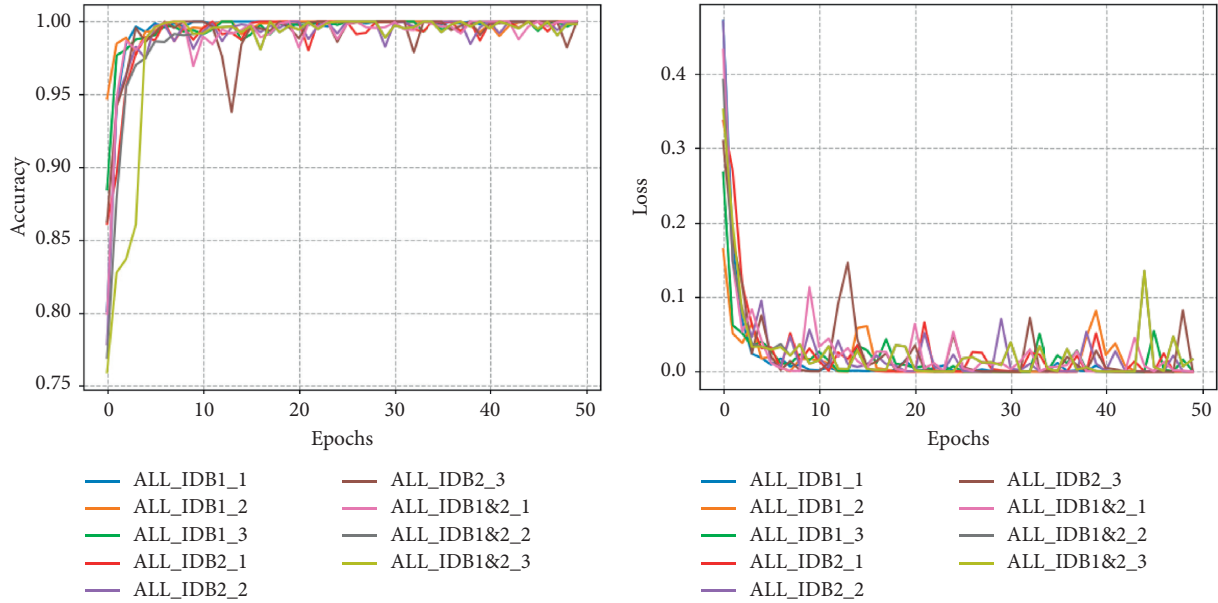 1.00
0.95
0.90
0.85
0.80
0.75
Accuracy
0 10 20 30 40 50
Epochs
ALL_IDB1_1
ALL_IDB1_2
ALL_IDB1_3
ALL_IDB2_1
ALL_IDB2_2
ALL_IDB2_3
ALL_IDB1&2_1
ALL_IDB1&2_2
ALL_IDB1&2_3
0.4
0.3
0.2
0.1
0.0
Loss
0 10 20 30 40 50
Epochs
ALL_IDB1_1
ALL_IDB1_2
ALL_IDB1_3
ALL_IDB2_1
ALL_IDB2_2
ALL_IDB2_3
ALL_IDB1&2_1
ALL_IDB1&2_2
ALL_IDB1&2_3